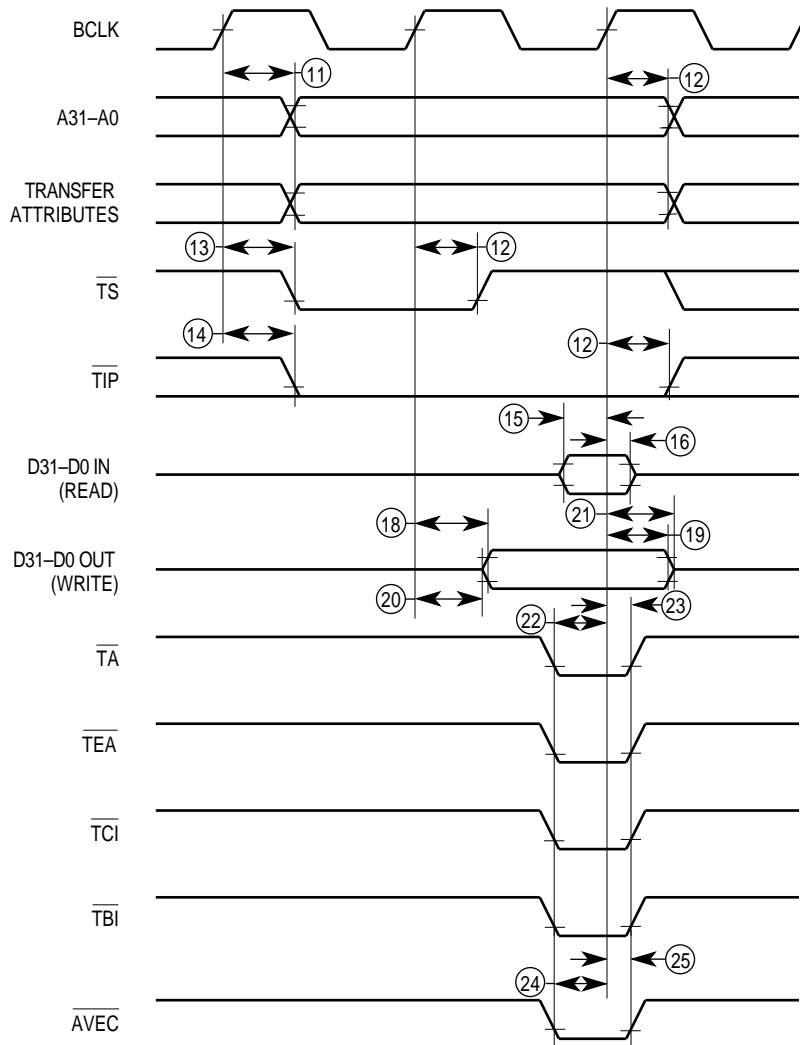 BCLK
11
12
A31–A0
TRANSFER
ATTRIBUTES
13
12
TS
14
12
TIP
15
16
D31–D0 IN
(READ)
21
18
19
D31–D0 OUT
(WRITE)
20
23
22
TA
TEA
TCI
TBI
25
24
AVEC